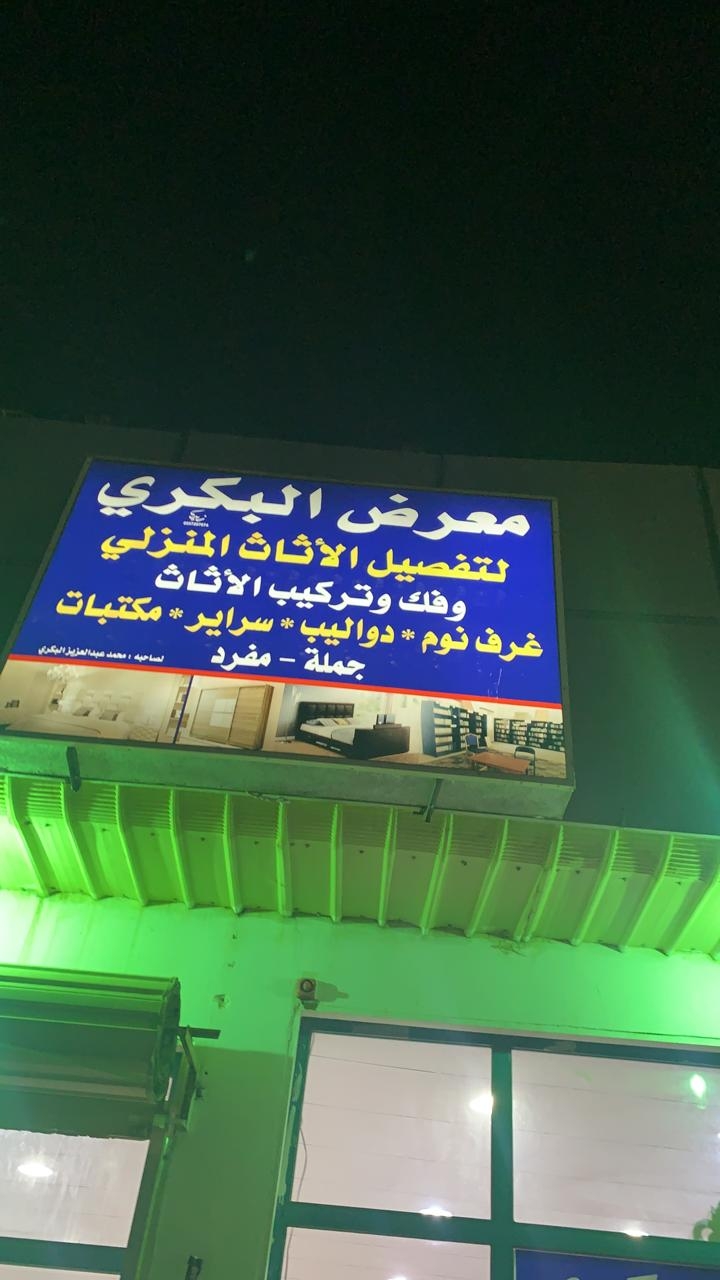 معرض البكري
لتفصيل الأثاث المنزلي
وفك وتركيب الأثاث
غرف نوم * دواليب * سراير * مكتبات
جملة - مفرد
لصاحبه : محمد عبدالعزيز البكري